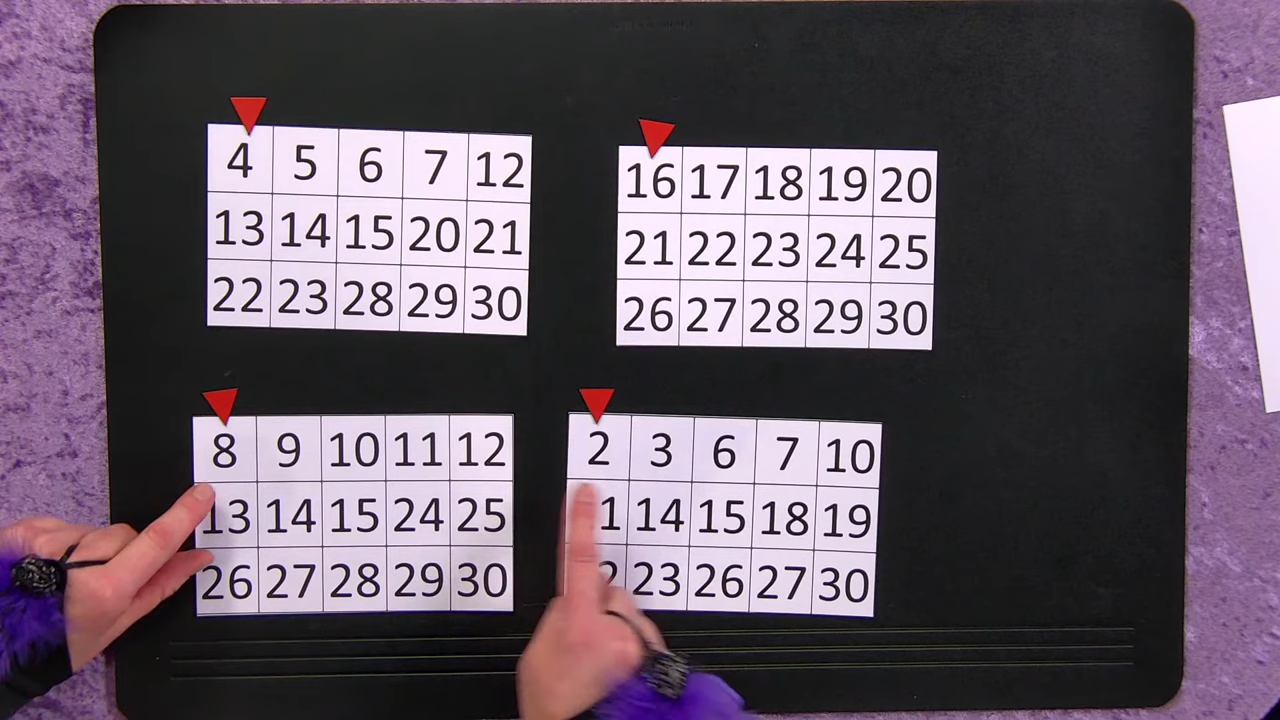 4 5 6 7 12
13 14 15 20 21
22 23 28 29 30
16 17 18 19 20
21 22 23 24 25
26 27 28 29 30
8 9 10 11 12
13 14 15 24 25
26 27 28 29 30
2 3 6 7 10
14 15 18 19
23 26 27 30